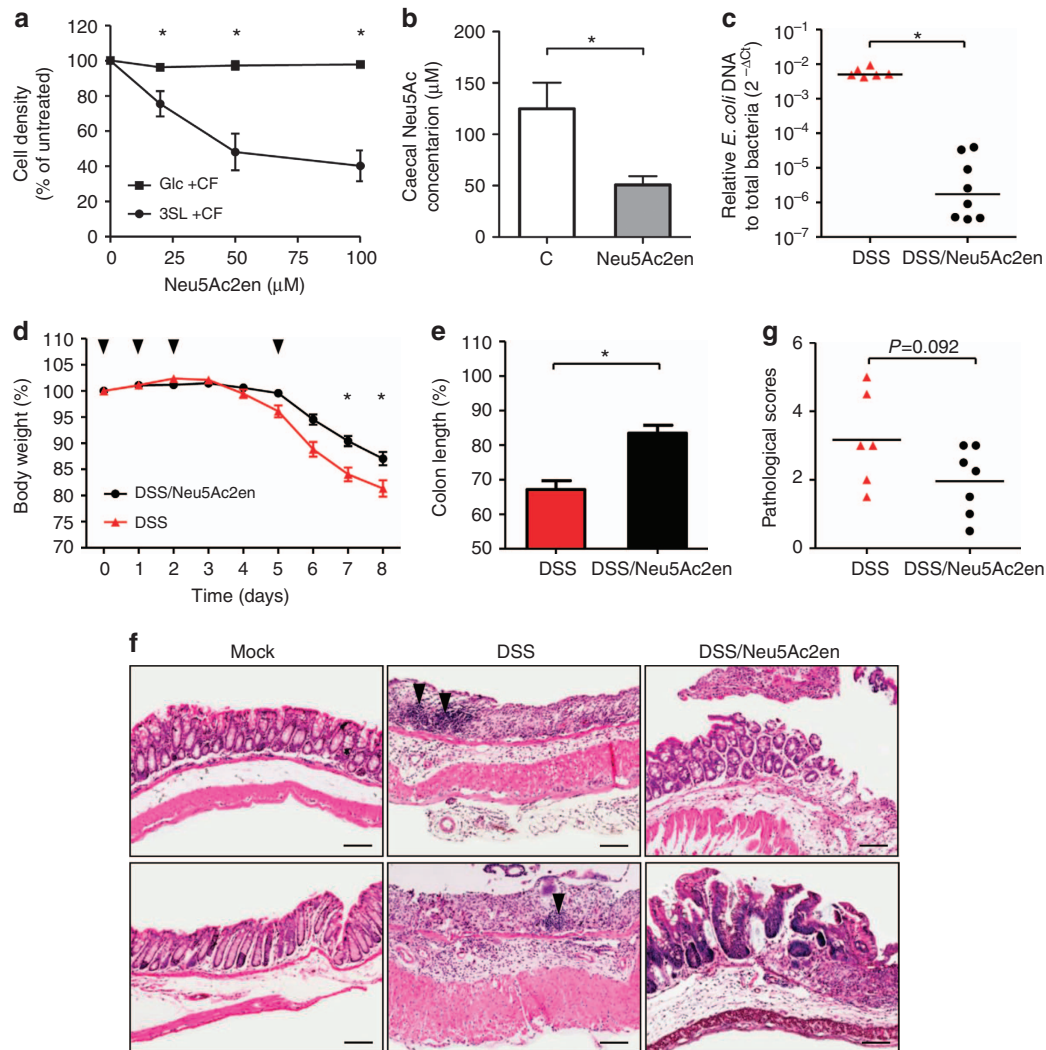 a
Cell density
(% of untreated)
120
100
80
60
40
20
0
* * *
Glc +CF
3SL +CF
0 25 50 75 100
Neu5Ac2en (μM)
b
Caecal Neu5Ac
concentarion (μM)
200
150
100
50
0
*
C Neu5Ac2en
c
Relative E. coli DNA
to total bacteria (2⁻ΔCt)
10⁻¹
10⁻²
10⁻³
10⁻⁴
10⁻⁵
10⁻⁶
10⁻⁷
*
DSS DSS/Neu5Ac2en
d
Body weight (%)
110
105
100
95
90
85
80
75
70
* *
DSS/Neu5Ac2en
DSS
0 1 2 3 4 5 6 7 8
Time (days)
e
Colon length (%)
100
90
80
70
60
50
*
DSS DSS/Neu5Ac2en
g
Pathological scores
6
4
2
0
P=0.092
DSS DSS/Neu5Ac2en
f
Mock DSS DSS/Neu5Ac2en